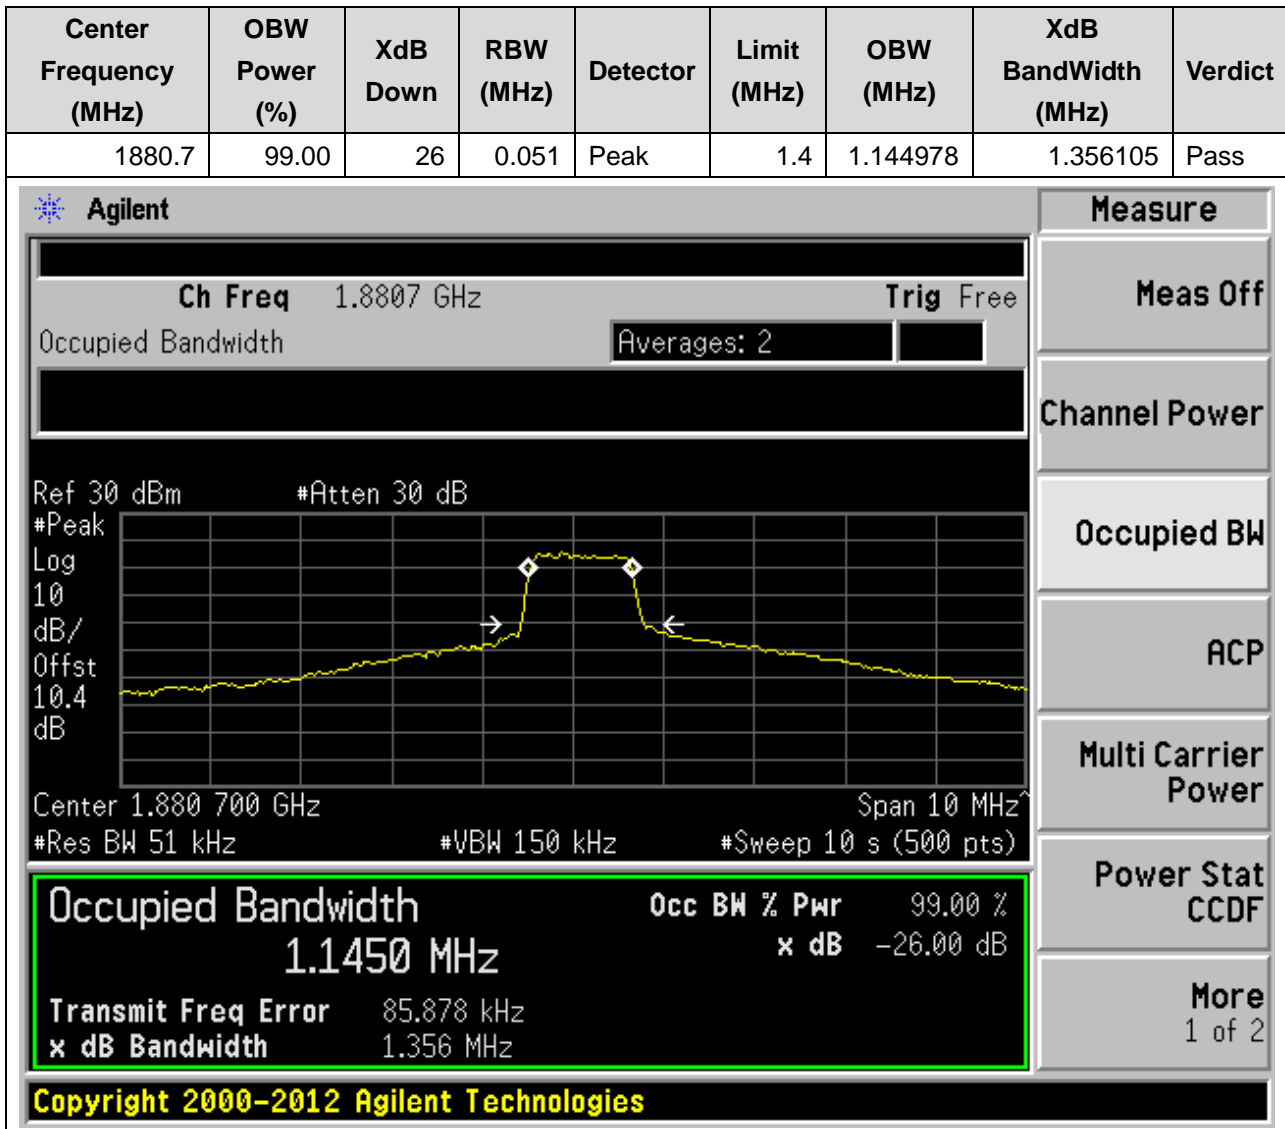 Center Frequency (MHz) OBW Power (%) XdB Down RBW (MHz) Detector Limit (MHz) OBW (MHz) XdB BandWidth (MHz) Verdict
1880.7 99.00 26 0.051 Peak 1.4 1.144978 1.356105 Pass
Agilent
Measure
Ch Freq 1.8807 GHz Trig Free
Meas Off
Occupied Bandwidth Averages: 2
Channel Power
Ref 30 dBm #Atten 30 dB
#Peak
Log
10
dB/
Offst
10.4
dB
Occupied BW
ACP
Multi Carrier
Power
Center 1.880 700 GHz Span 10 MHz^
#Res BW 51 kHz #VBW 150 kHz #Sweep 10 s (500 pts)
Power Stat
CCDF
Occupied Bandwidth Occ BW % Pwr 99.00 %
1.1450 MHz x dB -26.00 dB
Transmit Freq Error 85.878 kHz
x dB Bandwidth 1.356 MHz
More
1 of 2
Copyright 2000-2012 Agilent Technologies